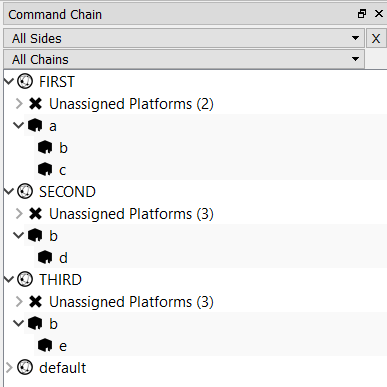 Command Chain
All Sides X
All Chains
FIRST
Unassigned Platforms (2)
a
b
c
SECOND
Unassigned Platforms (3)
b
d
THIRD
Unassigned Platforms (3)
b
e
default